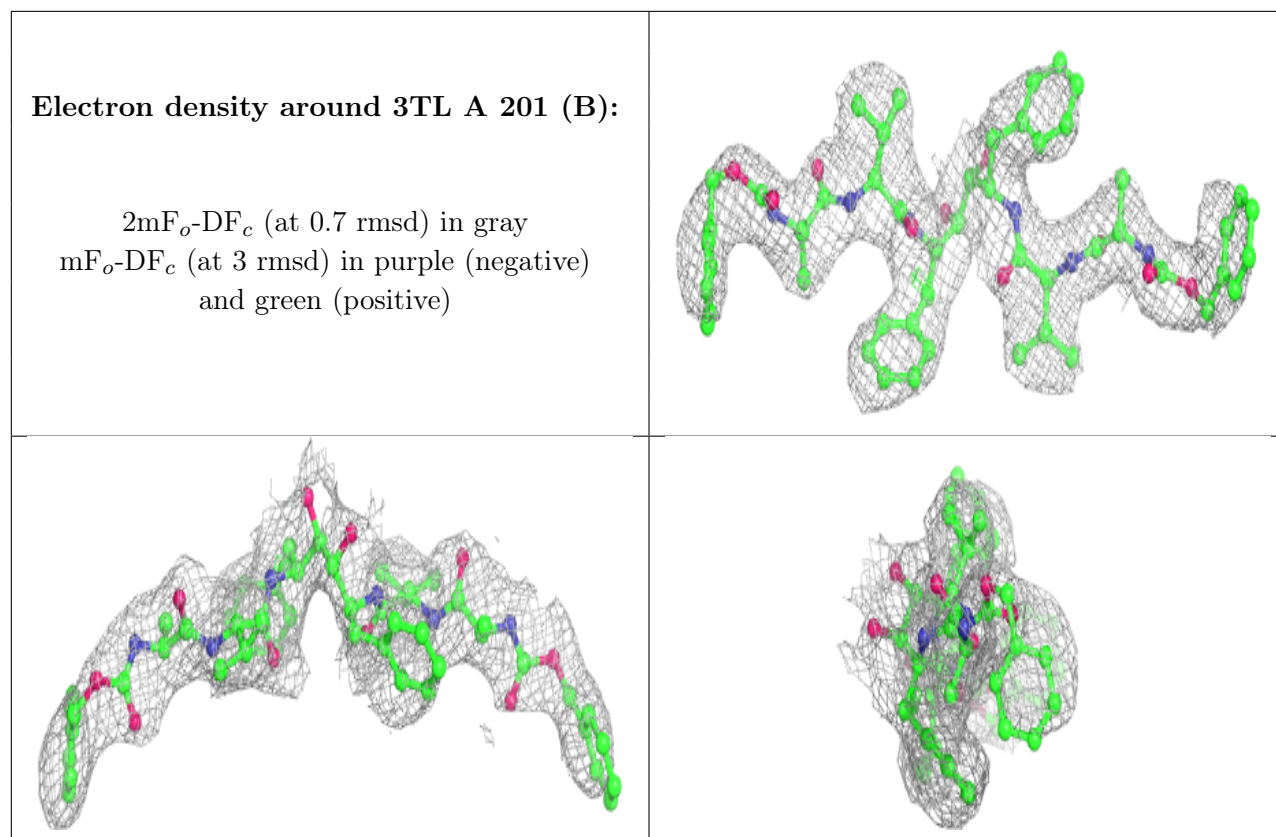 Electron density around 3TL A 201 (B):
2mFo-DFc (at 0.7 rmsd) in gray
mFo-DFc (at 3 rmsd) in purple (negative)
and green (positive)